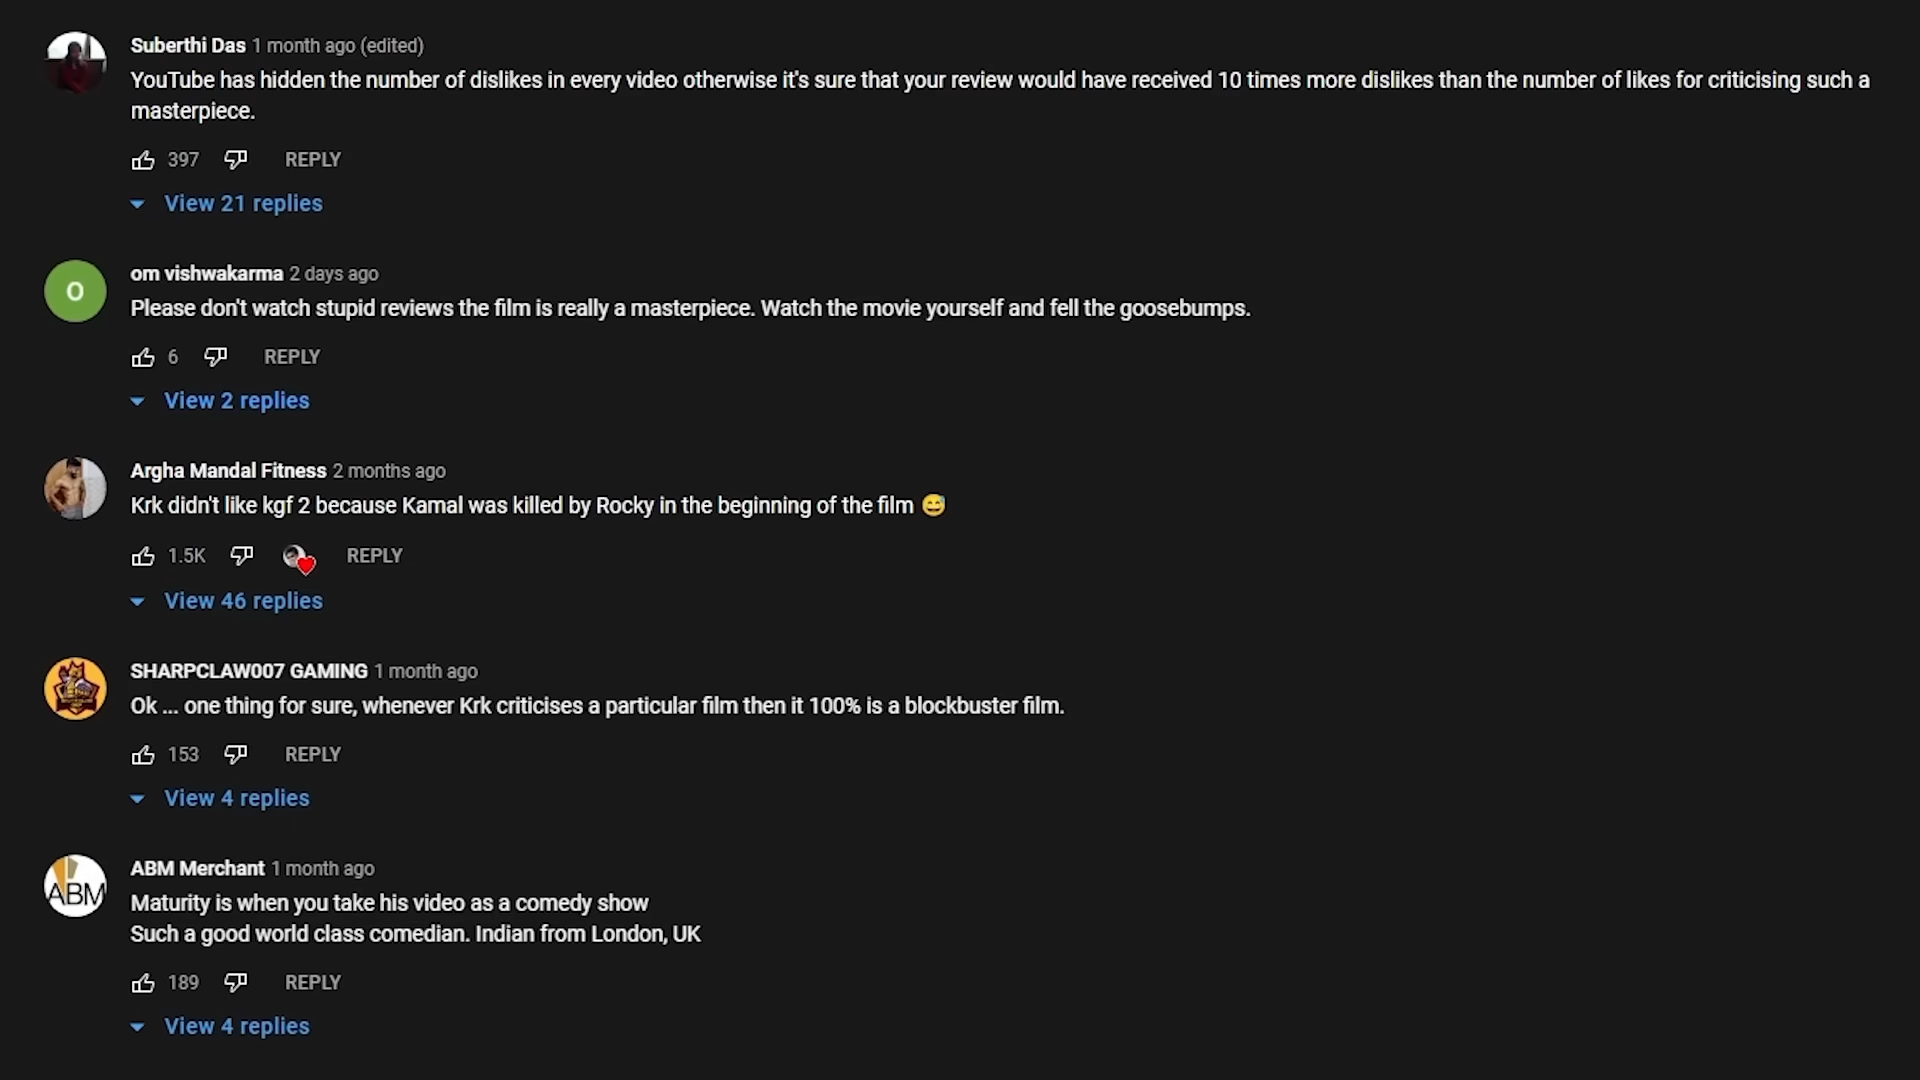 Suberthi Das 1 month ago (edited)
YouTube has hidden the number of dislikes in every video otherwise it's sure that your review would have received 10 times more dislikes than the number of likes for criticising such a
masterpiece.
397 REPLY
View 21 replies
O
om vishwakarma 2 days ago
Please don't watch stupid reviews the film is really a masterpiece. Watch the movie yourself and fell the goosebumps.
6 REPLY
View 2 replies
Argha Mandal Fitness 2 months ago
Krk didn't like kgf 2 because Kamal was killed by Rocky in the beginning of the film 😅
1.5K REPLY
View 46 replies
SHARPCLAW007 GAMING 1 month ago
Ok ... one thing for sure, whenever Krk criticises a particular film then it 100% is a blockbuster film.
153 REPLY
View 4 replies
ABM
ABM Merchant 1 month ago
Maturity is when you take his video as a comedy show
Such a good world class comedian. Indian from London, UK
189 REPLY
View 4 replies